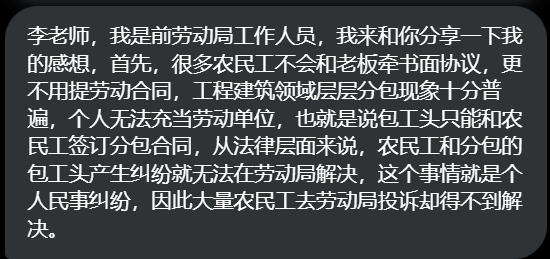 李老师，我是前劳动局工作人员，我来和你分享一下我
的感想，首先，很多农民工不会和老板牵书面协议，更
不用提劳动合同，工程建筑领域层层分包现象十分普
遍，个人无法充当劳动单位，也就是说包工头只能和农
民工签订分包合同，从法律层面来说，农民工和分包的
包工头产生纠纷就无法在劳动局解决，这个事情就是个
人民事纠纷，因此大量农民工去劳动局投诉却得不到解
决。